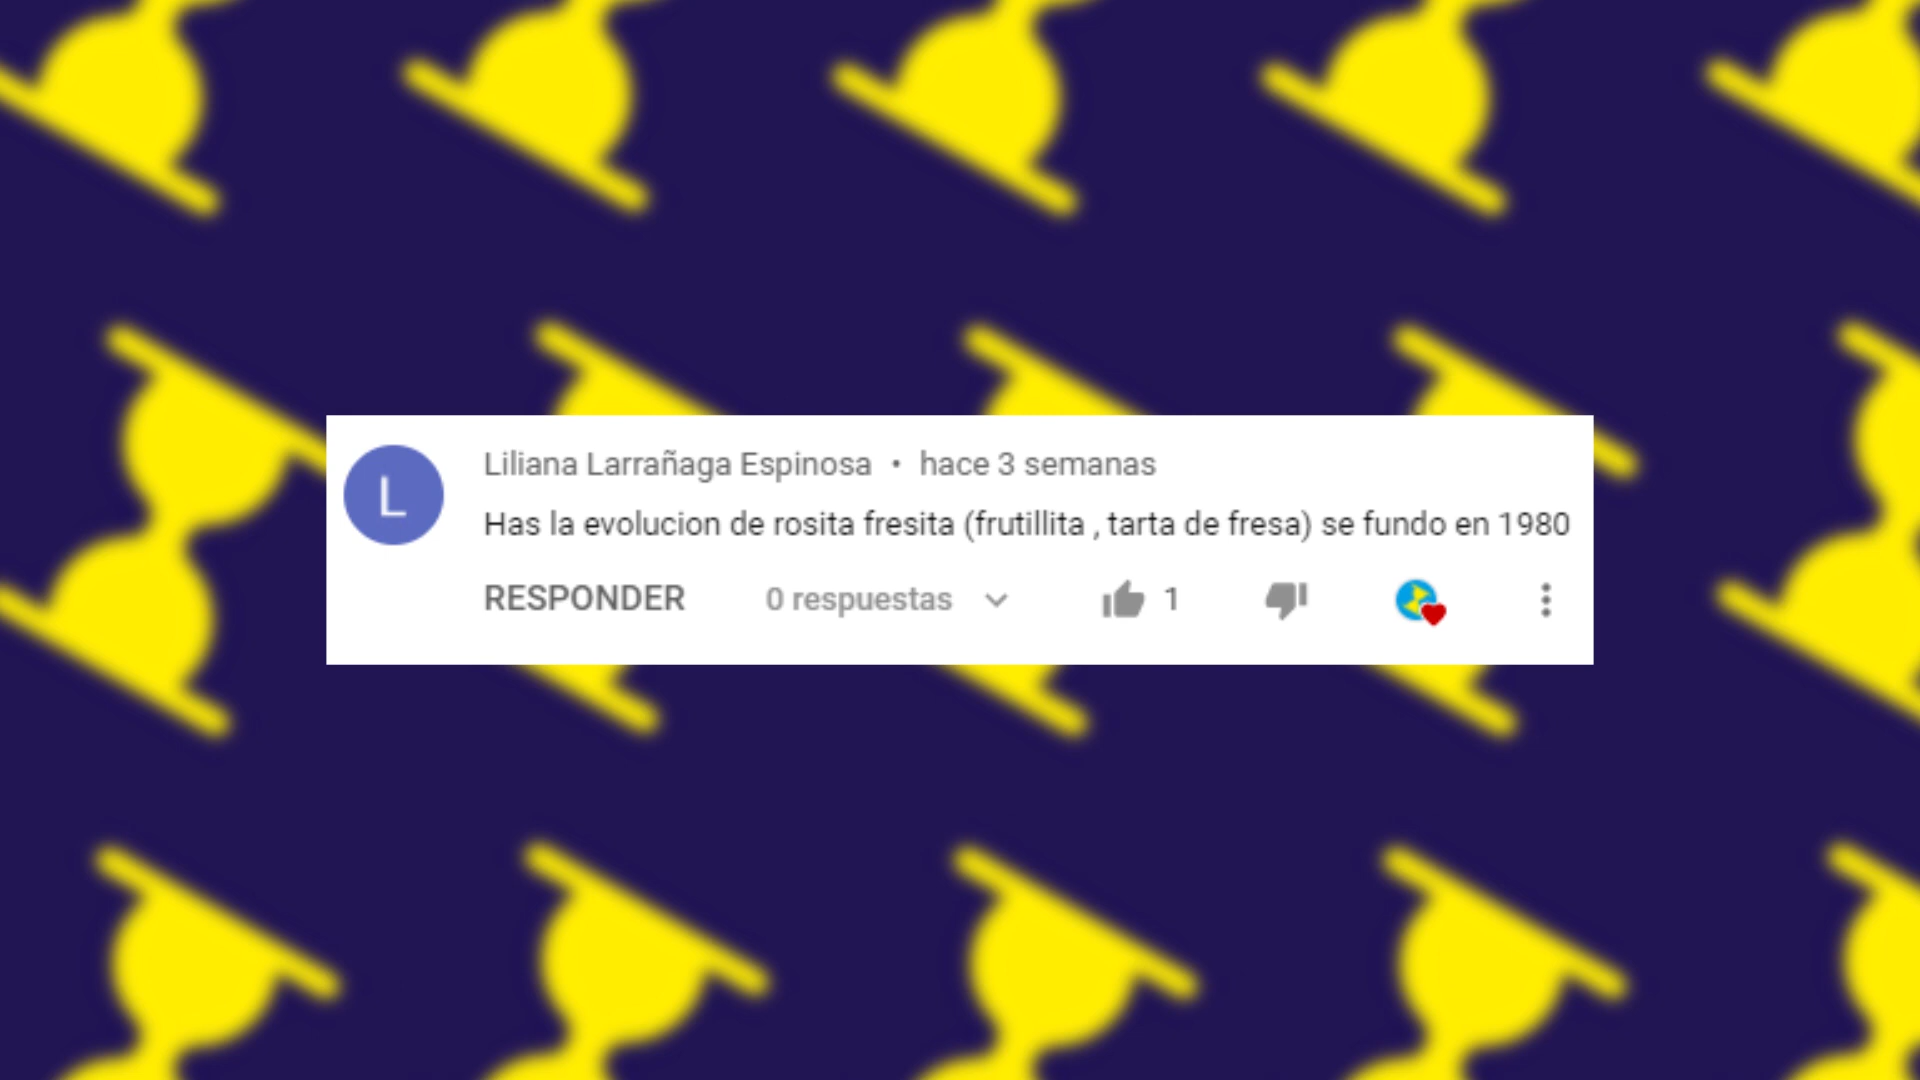 L
Liliana Larrañaga Espinosa • hace 3 semanas
Has la evolucion de rosita fresita (frutillita , tarta de fresa) se fundo en 1980
RESPONDER 0 respuestas 1